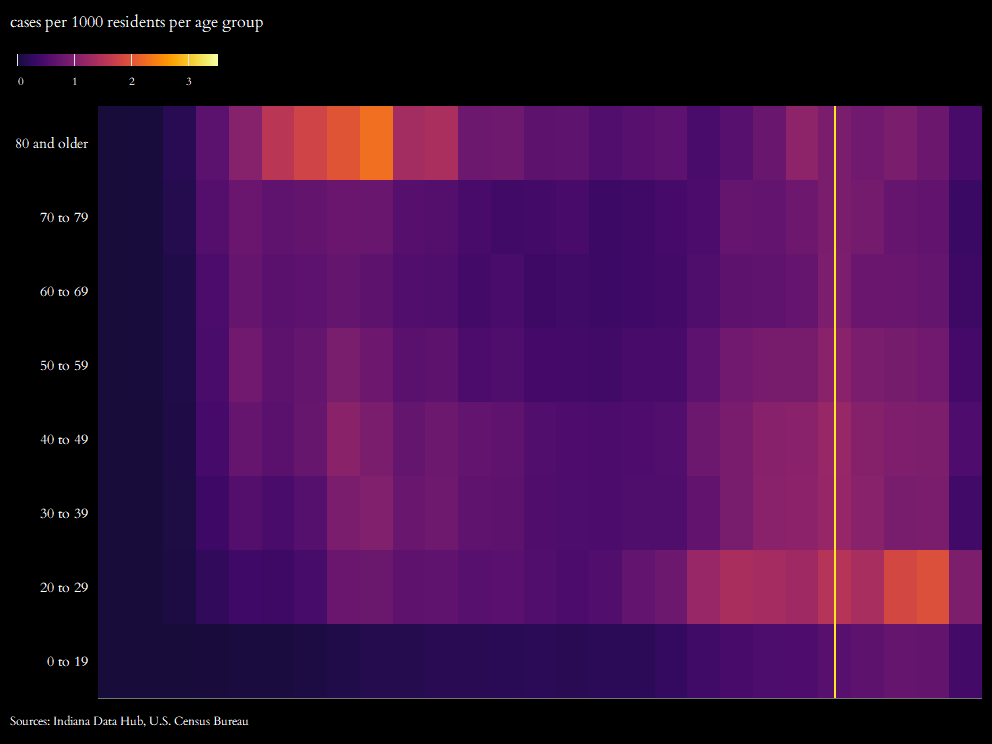 cases per 1000 residents per age group
0 1 2 3
80 and older
70 to 79
60 to 69
50 to 59
40 to 49
30 to 39
20 to 29
0 to 19
Sources: Indiana Data Hub, U.S. Census Bureau